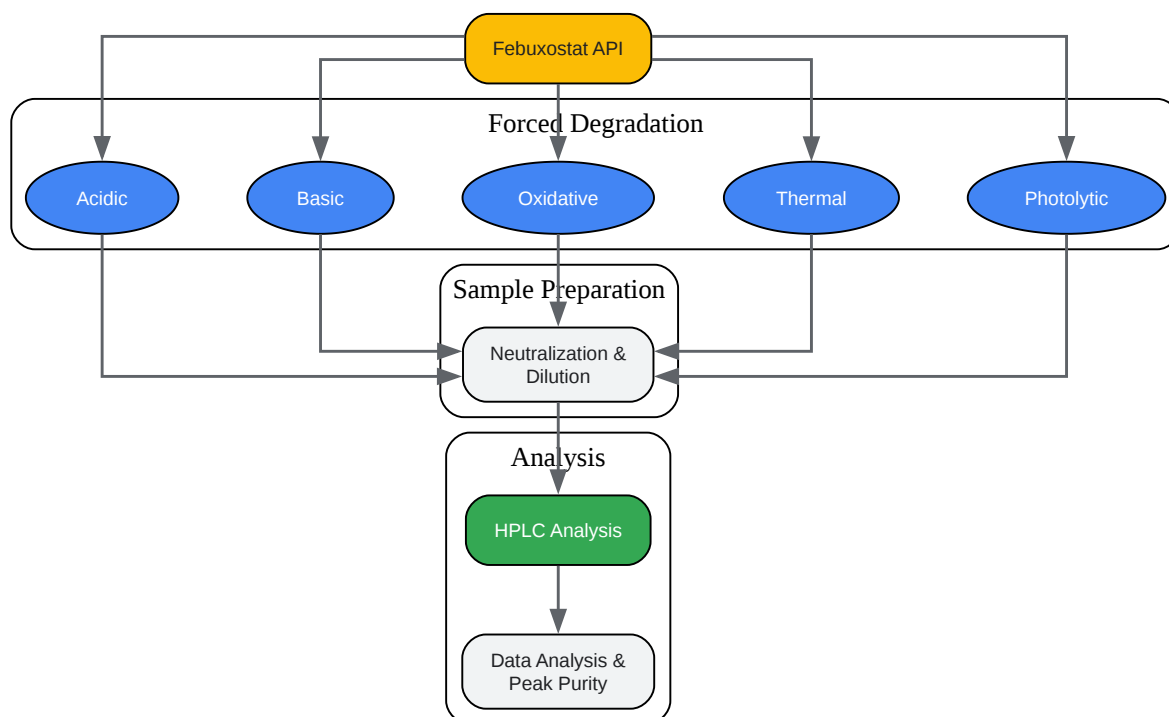 Febuxostat API
Forced Degradation
Acidic
Basic
Oxidative
Thermal
Photolytic
Sample Preparation
Neutralization &
Dilution
Analysis
HPLC Analysis
Data Analysis &
Peak Purity